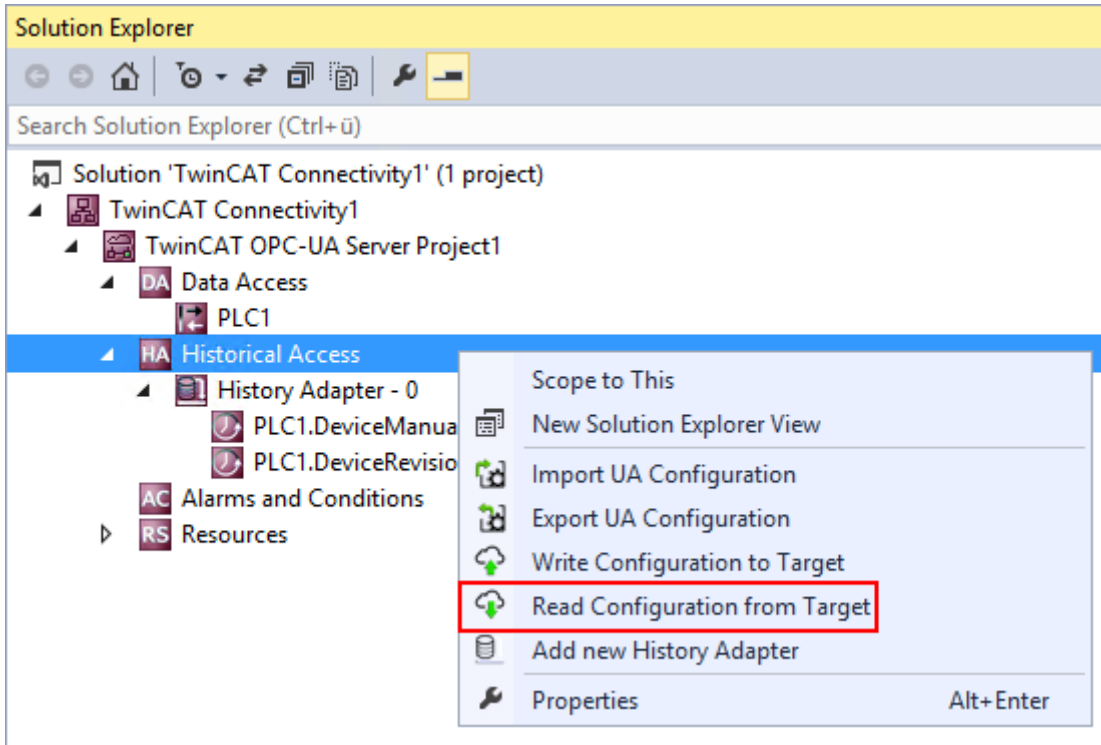 Solution Explorer
Search Solution Explorer (Ctrl+ü)
Solution 'TwinCAT Connectivity1' (1 project)
TwinCAT Connectivity1
TwinCAT OPC-UA Server Project1
DA Data Access
PLC1
HA Historical Access
History Adapter - 0
PLC1.DeviceManua
PLC1.DeviceRevisio
AC Alarms and Conditions
RS Resources
Scope to This
New Solution Explorer View
Import UA Configuration
Export UA Configuration
Write Configuration to Target
Read Configuration from Target
Add new History Adapter
Properties Alt+Enter